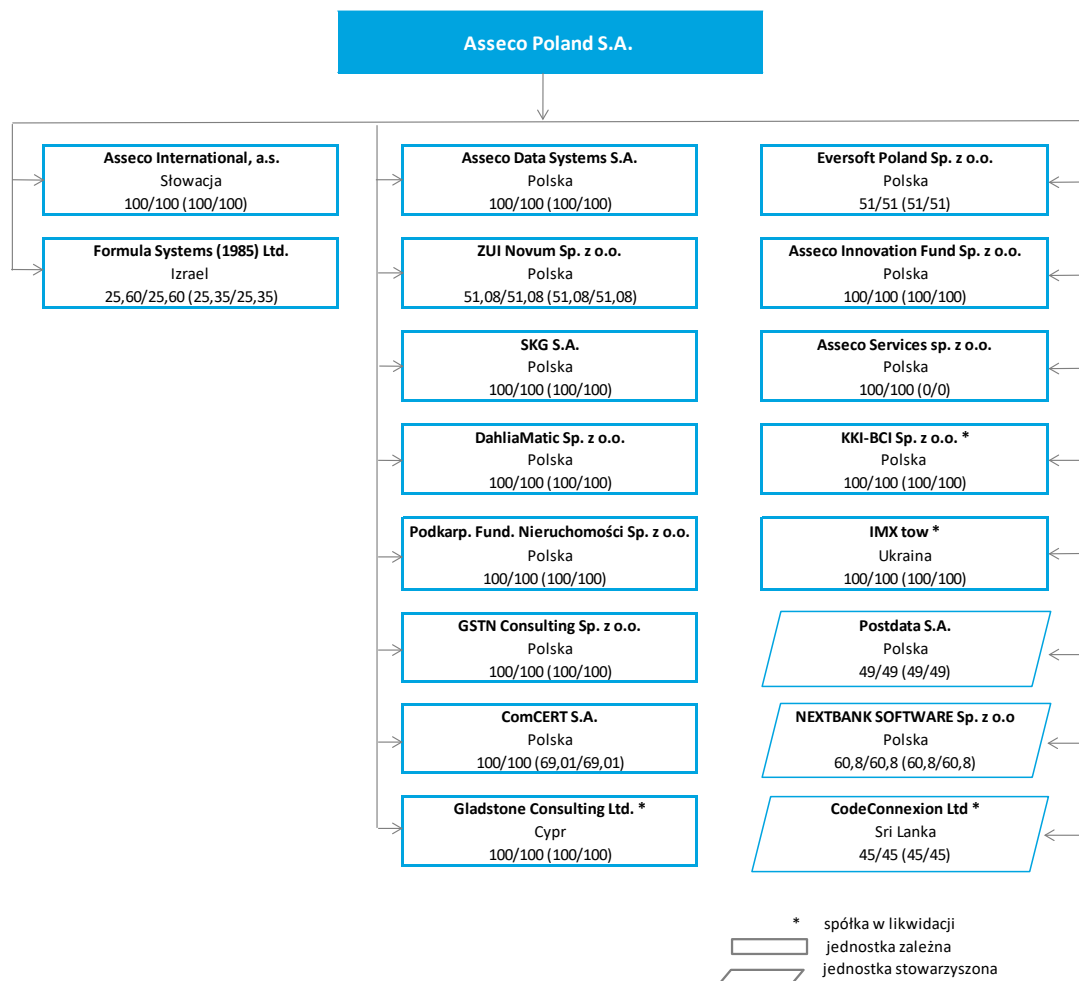 Asseco Poland S.A.
Asseco International, a.s.
Słowacja
100/100 (100/100)
Formula Systems (1985) Ltd.
Izrael
25,60/25,60 (25,35/25,35)
Asseco Data Systems S.A.
Polska
100/100 (100/100)
ZUI Novum Sp. z o.o.
Polska
51,08/51,08 (51,08/51,08)
SKG S.A.
Polska
100/100 (100/100)
DahliaMatic Sp. z o.o.
Polska
100/100 (100/100)
Podkarp. Fund. Nieruchomości Sp. z o.o.
Polska
100/100 (100/100)
GSTN Consulting Sp. z o.o.
Polska
100/100 (100/100)
ComCERT S.A.
Polska
100/100 (69,01/69,01)
Gladstone Consulting Ltd. *
Cypr
100/100 (100/100)
Eversoft Poland Sp. z o.o.
Polska
51/51 (51/51)
Asseco Innovation Fund Sp. z o.o.
Polska
100/100 (100/100)
Asseco Services sp. z o.o.
Polska
100/100 (0/0)
KKI-BCI Sp. z o.o. *
Polska
100/100 (100/100)
IMX tow *
Ukraina
100/100 (100/100)
Postdata S.A.
Polska
49/49 (49/49)
NEXTBANK SOFTWARE Sp. z o.o
Polska
60,8/60,8 (60,8/60,8)
CodeConnexion Ltd *
Sri Lanka
45/45 (45/45)
* spółka w likwidacji
jednostka zależna
jednostka stowarzyszona